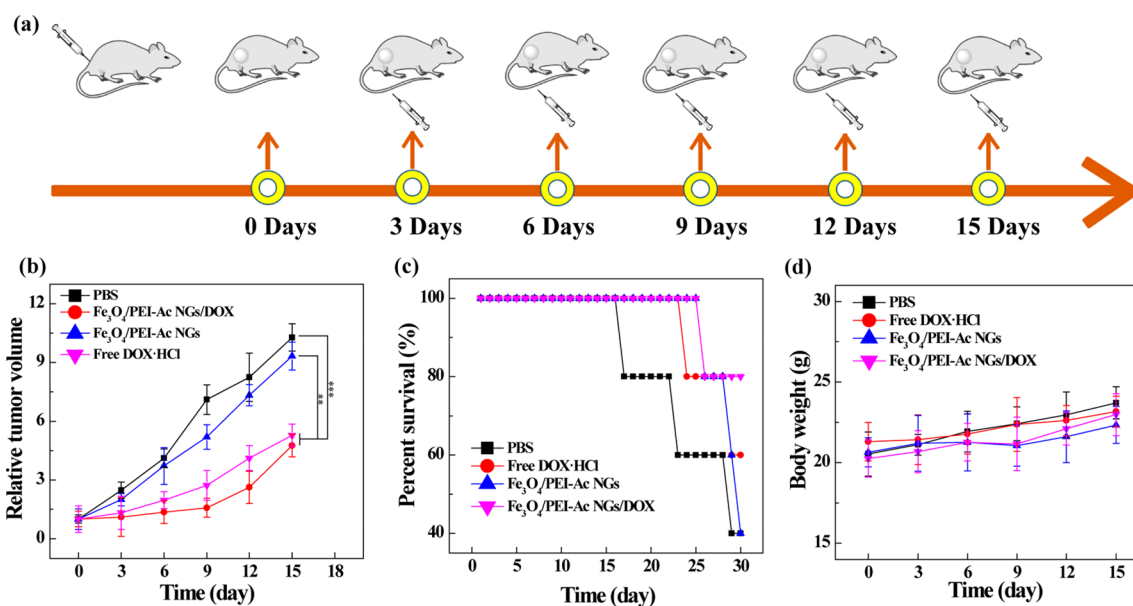 (a)
0 Days
3 Days
6 Days
9 Days
12 Days
15 Days
(b)
Relative tumor volume
12
9
6
3
0
PBS
Fe₃O₄/PEI-Ac NGs/DOX
Fe₃O₄/PEI-Ac NGs
Free DOX·HCl
**
***
0 3 6 9 12 15 18
Time (day)
(c)
Percent survival (%)
100
80
60
40
PBS
Free DOX·HCl
Fe₃O₄/PEI-Ac NGs
Fe₃O₄/PEI-Ac NGs/DOX
0 5 10 15 20 25 30
Time (day)
(d)
Body weight (g)
30
25
20
15
PBS
Free DOX·HCl
Fe₃O₄/PEI-Ac NGs
Fe₃O₄/PEI-Ac NGs/DOX
0 3 6 9 12 15
Time (day)